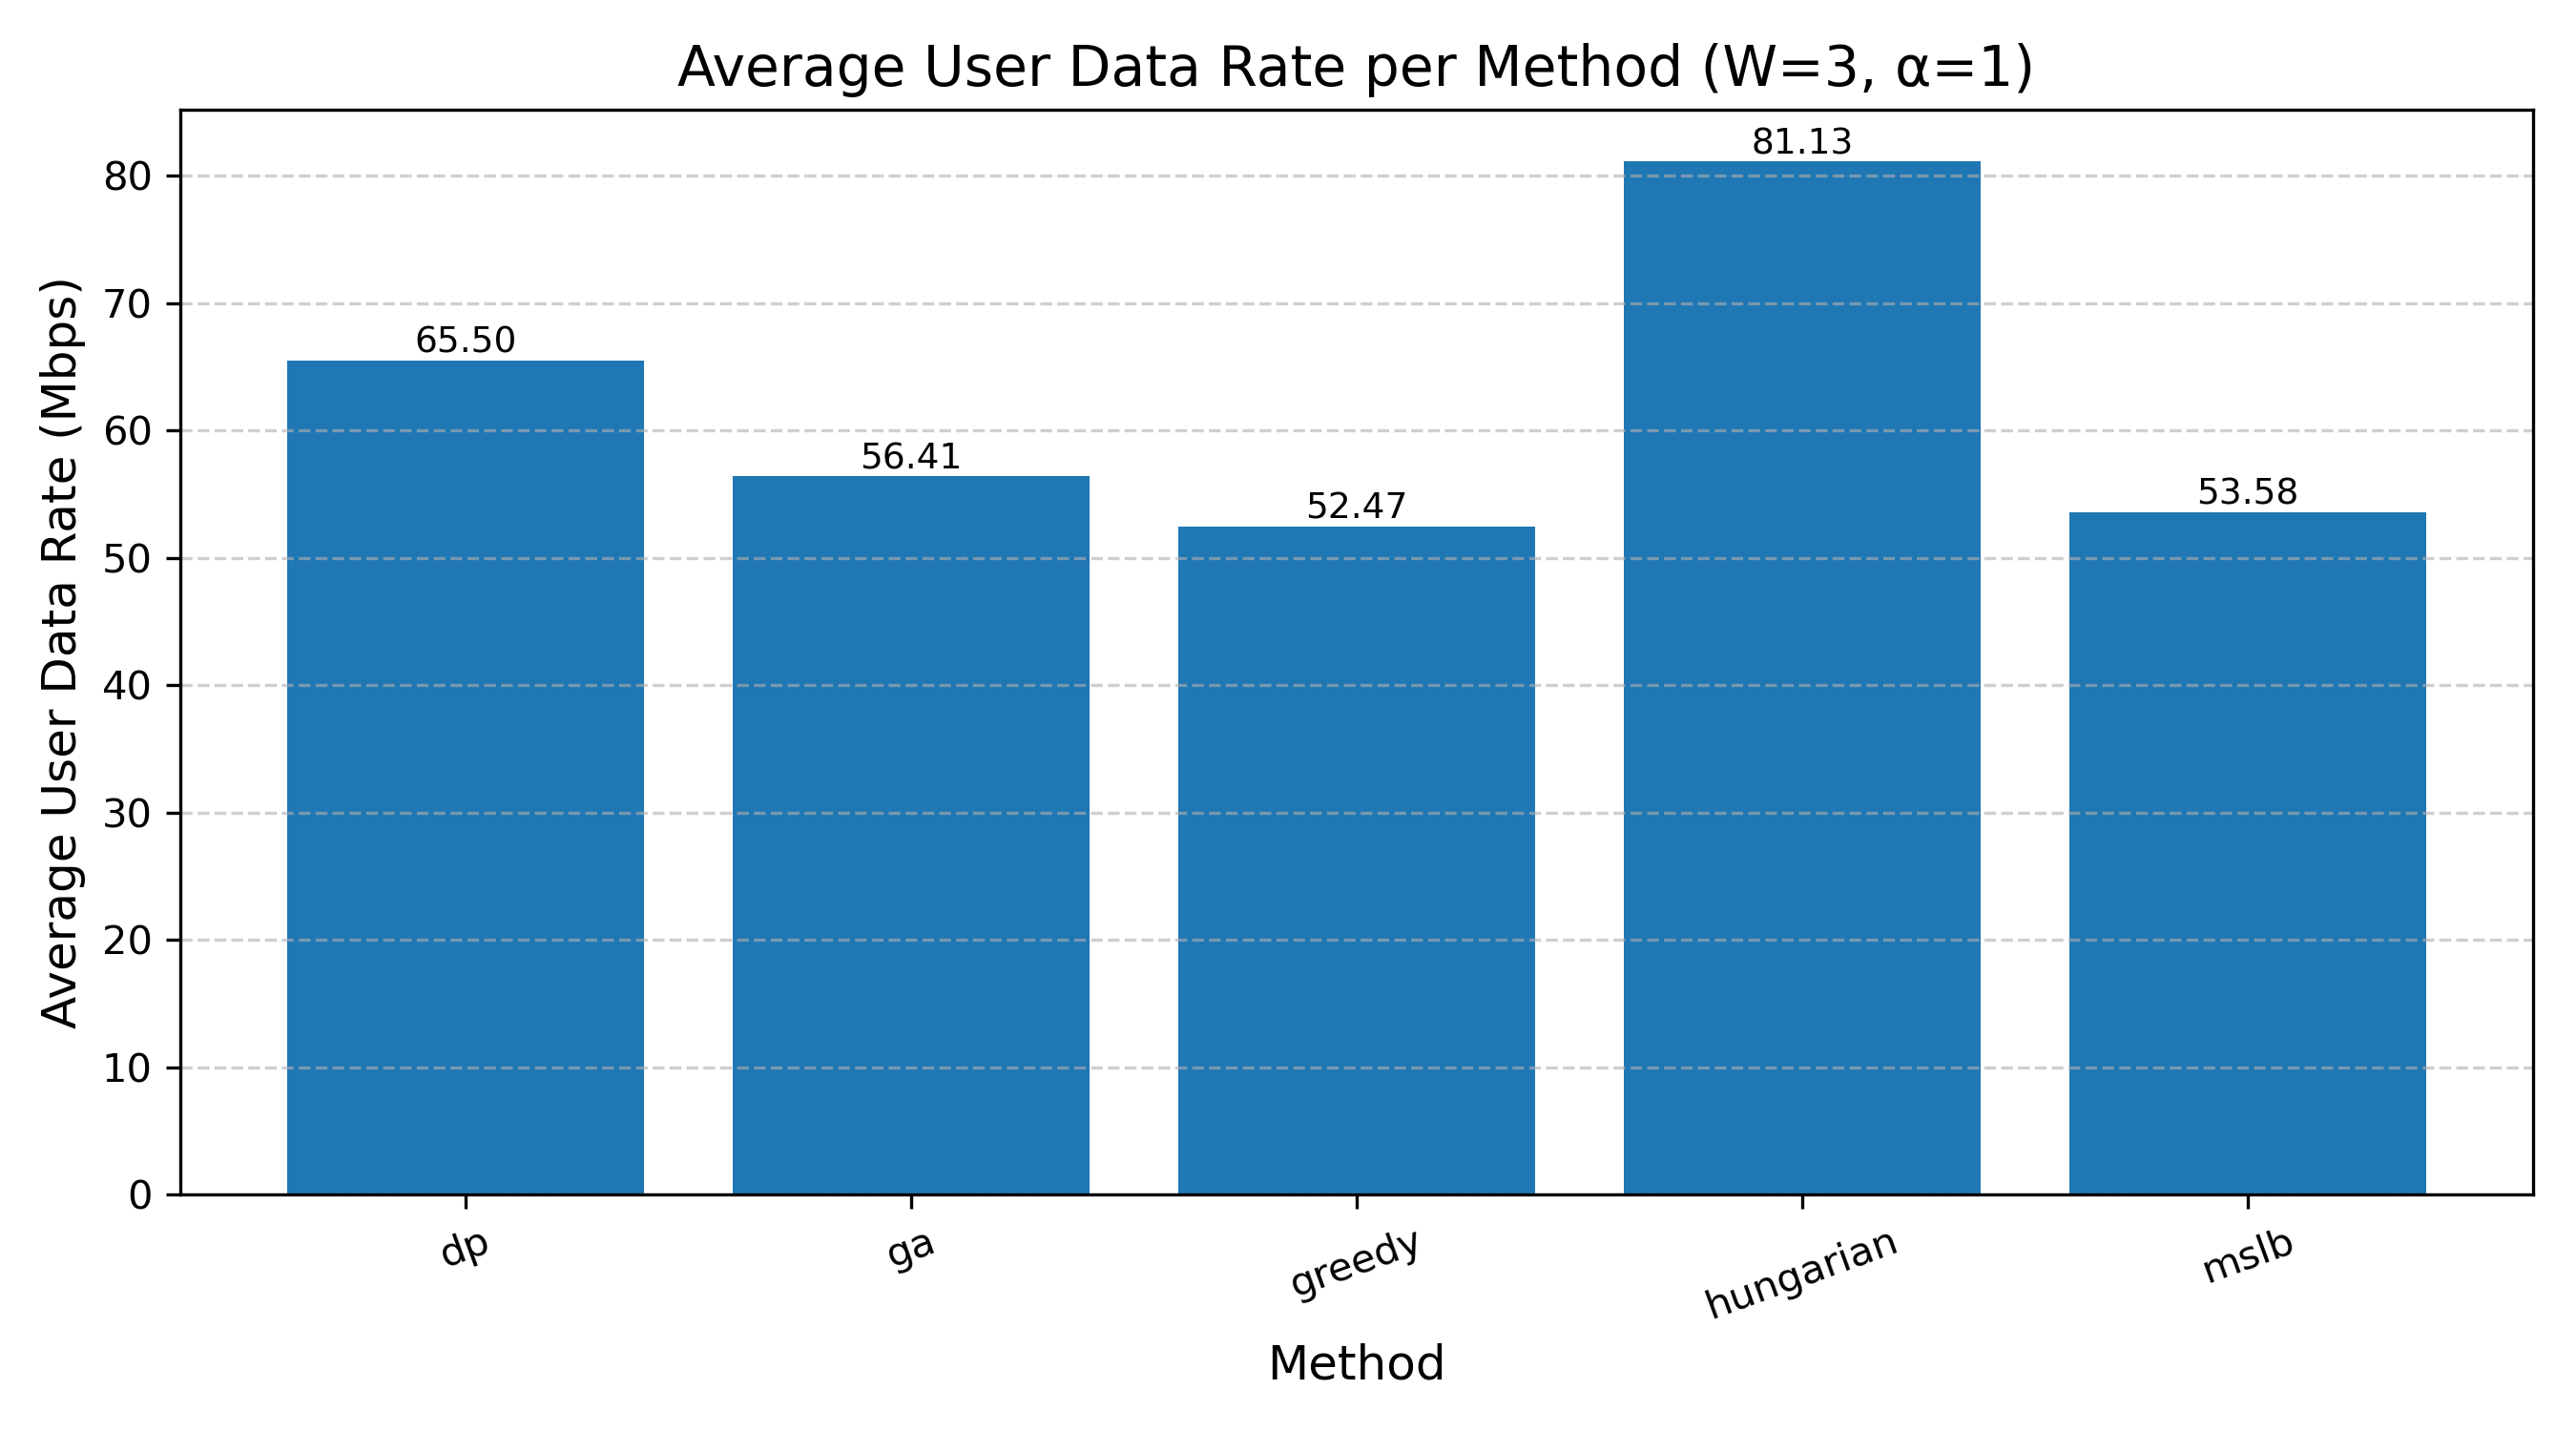 Average User Data Rate per Method (W=3, α=1)
Average User Data Rate (Mbps)
80
70
60
50
40
30
20
10
0
65.50
56.41
52.47
81.13
53.58
dp
ga
greedy
hungarian
mslb
Method